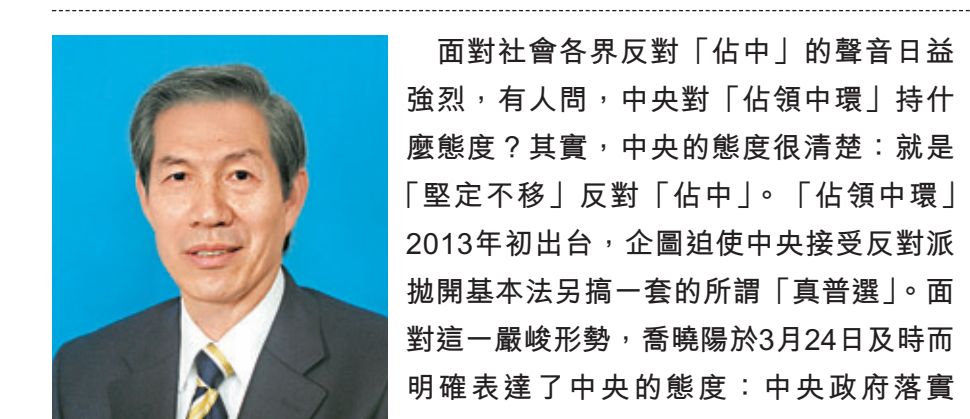 面對社會各界反對「佔中」的聲音日益
強烈，有人問，中央對「佔領中環」持什
麼態度？其實，中央的態度很清楚：就是
「堅定不移」反對「佔中」。「佔領中環」
2013年初出台，企圖迫使中央接受反對派
拋開基本法另搞一套的所謂「真普選」。面
對這一嚴峻形勢，喬曉陽於3月24日及時而
明確表達了中央的態度：中央政府落實